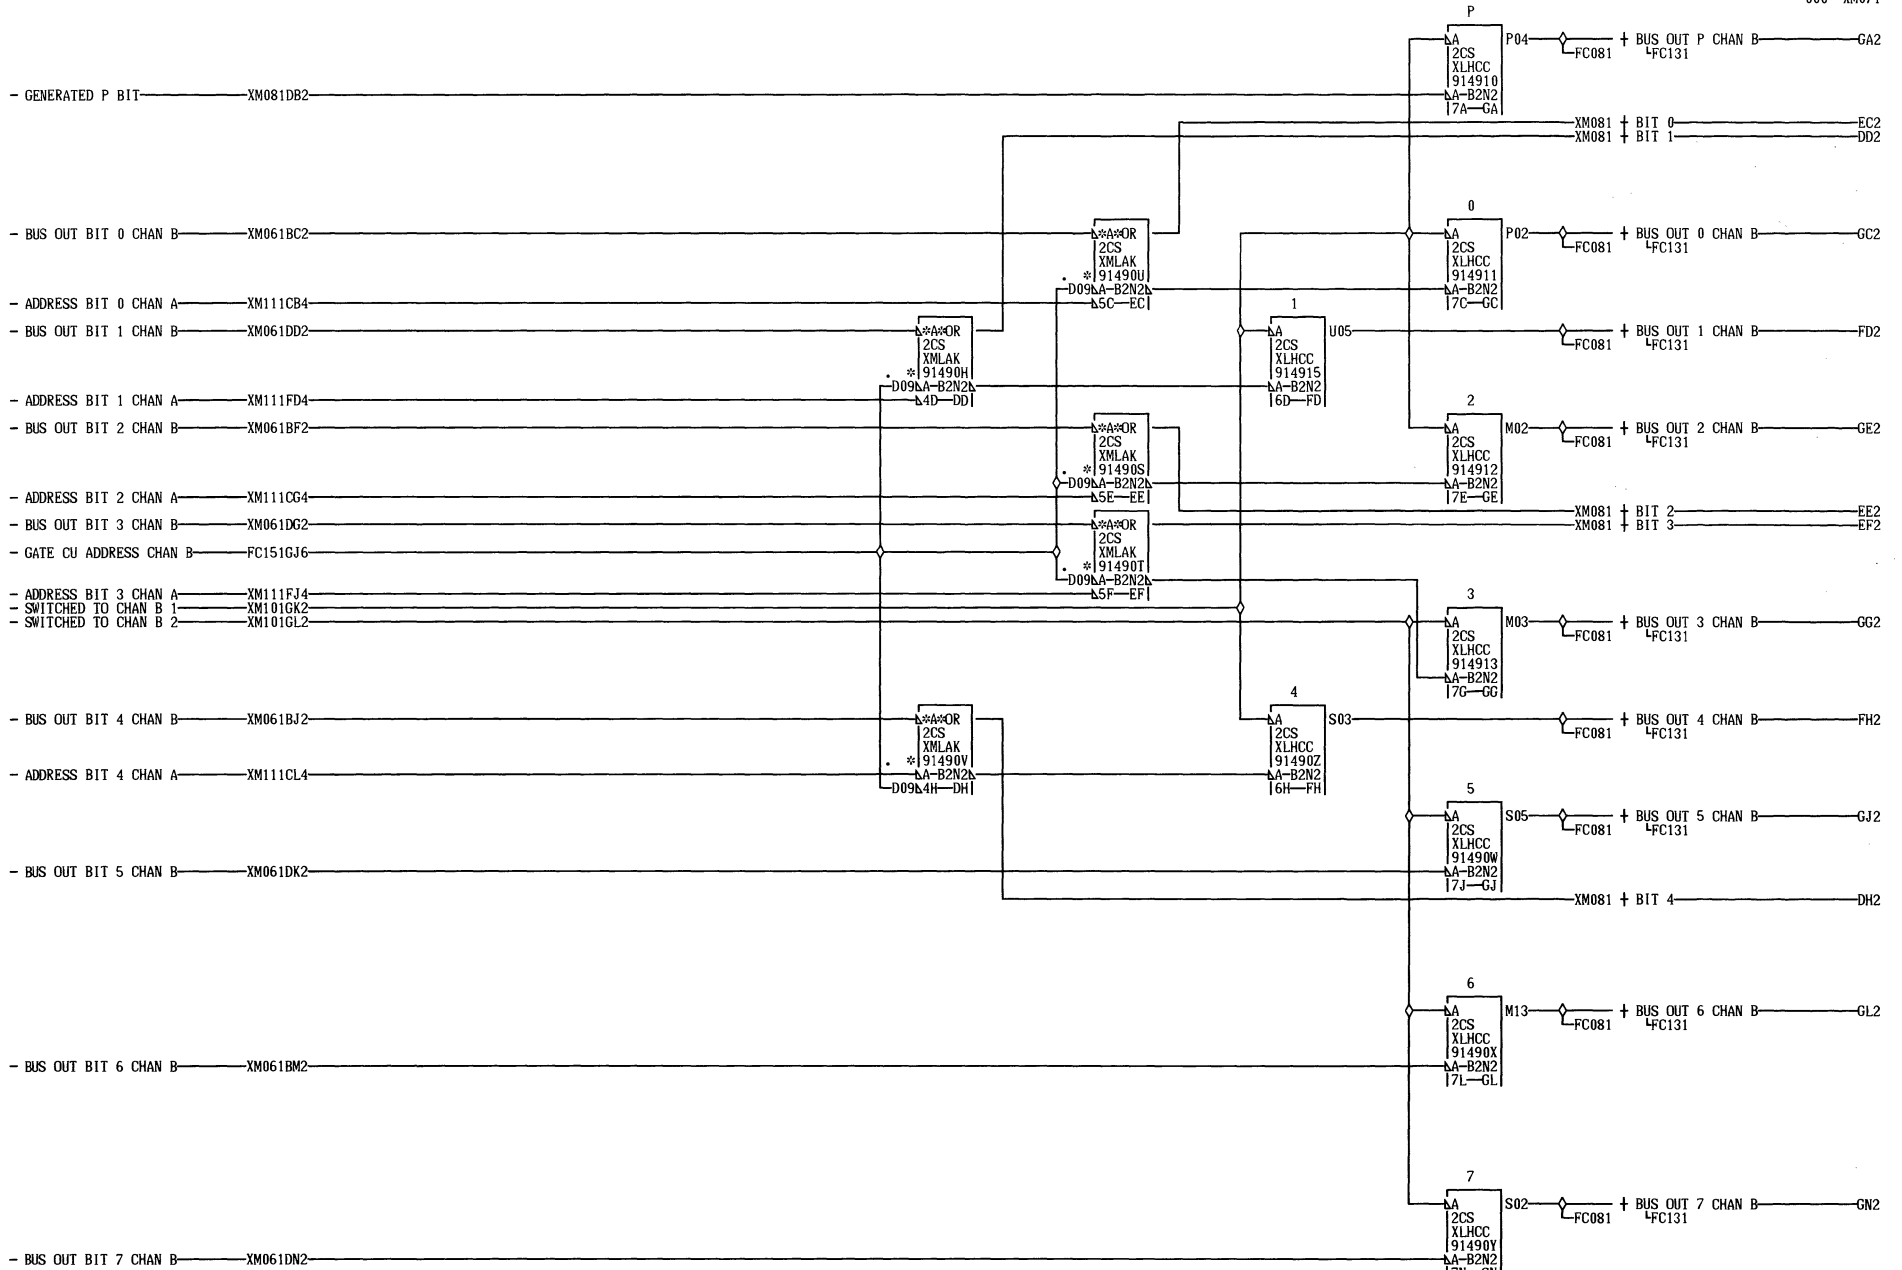 P
A P04 FC081 + BUS OUT P CHAN B GA2
2CS FC131
XLHCC
914910
- GENERATED P BIT XM081DB2 A-B2N2
7A GA
XM081 + BIT 0 EC2
XM081 + BIT 1 DD2
0
- BUS OUT BIT 0 CHAN B XM061BC2 *A*OR A P02 FC081 + BUS OUT 0 CHAN B GC2
2CS 2CS FC131
XMLAK XLHCC
. * 91490U 914911
D09 A-B2N2 A-B2N2
- ADDRESS BIT 0 CHAN A XM111CB4 5C EC 7C GC
1
- BUS OUT BIT 1 CHAN B XM061DD2 *A*OR A U05 FC081 + BUS OUT 1 CHAN B FD2
2CS 2CS FC131
XMLAK XLHCC
. * 91490H 914915
D09 A-B2N2 A-B2N2
- ADDRESS BIT 1 CHAN A XM111FD4 4D DD 6D FD
2
- BUS OUT BIT 2 CHAN B XM061BF2 *A*OR A M02 FC081 + BUS OUT 2 CHAN B GE2
2CS 2CS FC131
XMLAK XLHCC
. * 91490S 914912
D09 A-B2N2 A-B2N2
- ADDRESS BIT 2 CHAN A XM111CG4 5E EE 7E GE
XM081 + BIT 2 EE2
- BUS OUT BIT 3 CHAN B XM061DG2 *A*OR XM081 + BIT 3 EF2
2CS
- GATE CU ADDRESS CHAN B FC151GJ6 XMLAK
. * 91490T
D09 A-B2N2
- ADDRESS BIT 3 CHAN A XM111FJ4 5F EF 3
- SWITCHED TO CHAN B 1 XM101GK2
- SWITCHED TO CHAN B 2 XM101GL2 A M03 FC081 + BUS OUT 3 CHAN B GG2
2CS FC131
XLHCC
914913
A-B2N2
7G GG
4
- BUS OUT BIT 4 CHAN B XM061BJ2 *A*OR A S03 FC081 + BUS OUT 4 CHAN B FH2
2CS 2CS FC131
XMLAK XLHCC
. * 91490V 91490Z
- ADDRESS BIT 4 CHAN A XM111CL4 A-B2N2 A-B2N2
D09 4H DH 6H FH
5
A S05 FC081 + BUS OUT 5 CHAN B GJ2
2CS FC131
XLHCC
91490W
- BUS OUT BIT 5 CHAN B XM061DK2 A-B2N2
7J GJ
XM081 + BIT 4 DH2
6
A M13 FC081 + BUS OUT 6 CHAN B GL2
2CS FC131
XLHCC
91490X
- BUS OUT BIT 6 CHAN B XM061BM2 A-B2N2
7L GL
7
A S02 FC081 + BUS OUT 7 CHAN B GN2
2CS FC131
XLHCC
91490Y
- BUS OUT BIT 7 CHAN B XM061DN2 A-B2N2